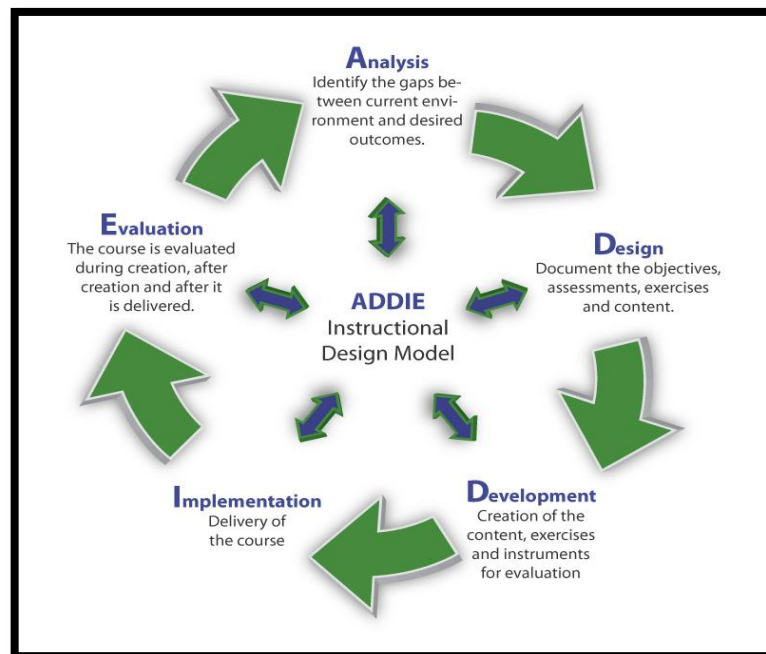 Analysis
Identify the gaps be-
tween current envi-
ronment and desired
outcomes.
Design
Document the objectives,
assessments, exercises
and content.
Development
Creation of the
content, exercises
and instruments
for evaluation
Implementation
Delivery of
the course
Evaluation
The course is evaluated
during creation, after
creation and after it
is delivered.
ADDIE
Instructional
Design Model